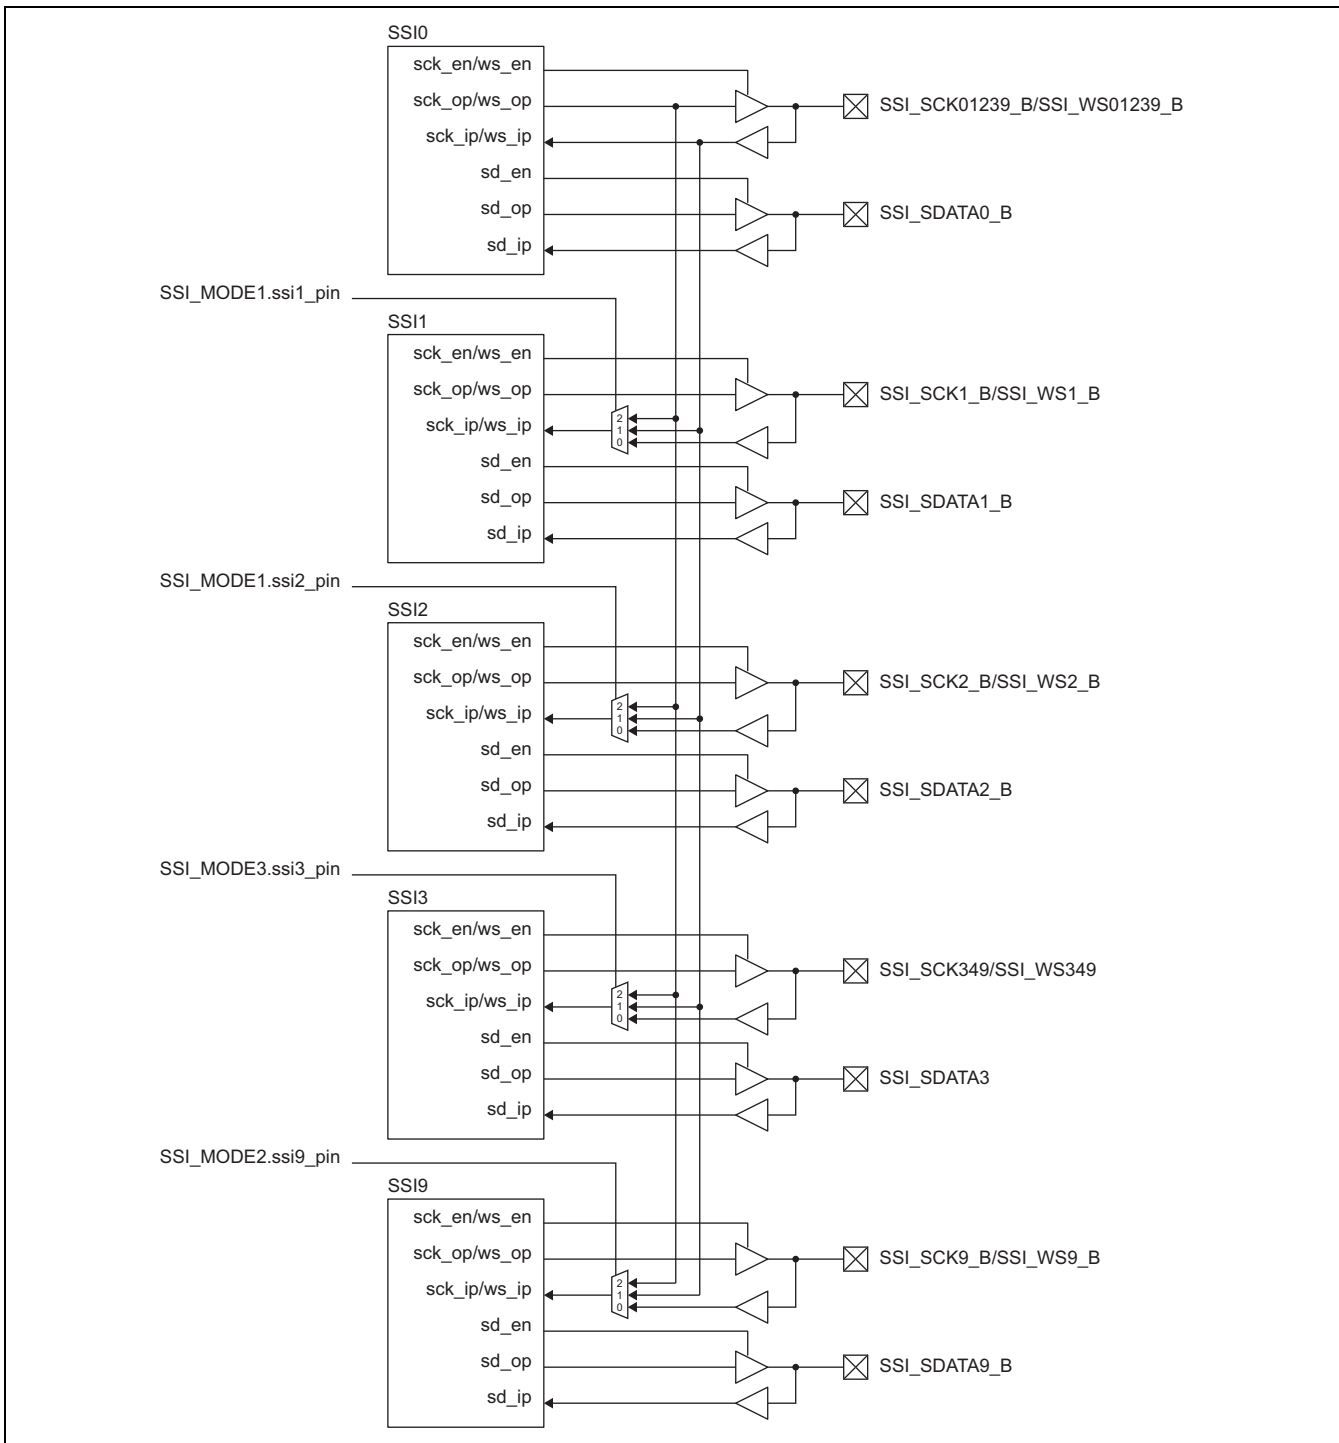 SSI0
sck_en/ws_en
sck_op/ws_op
SSI_SCK01239_B/SSI_WS01239_B
sck_ip/ws_ip
sd_en
sd_op
SSI_SDATA0_B
sd_ip
SSI_MODE1.ssi1_pin
SSI1
sck_en/ws_en
sck_op/ws_op
SSI_SCK1_B/SSI_WS1_B
2
sck_ip/ws_ip
1
0
sd_en
sd_op
SSI_SDATA1_B
sd_ip
SSI_MODE1.ssi2_pin
SSI2
sck_en/ws_en
sck_op/ws_op
SSI_SCK2_B/SSI_WS2_B
2
sck_ip/ws_ip
1
0
sd_en
sd_op
SSI_SDATA2_B
sd_ip
SSI_MODE3.ssi3_pin
SSI3
sck_en/ws_en
sck_op/ws_op
SSI_SCK349/SSI_WS349
2
sck_ip/ws_ip
1
0
sd_en
sd_op
SSI_SDATA3
sd_ip
SSI_MODE2.ssi9_pin
SSI9
sck_en/ws_en
sck_op/ws_op
SSI_SCK9_B/SSI_WS9_B
2
sck_ip/ws_ip
1
0
sd_en
sd_op
SSI_SDATA9_B
sd_ip